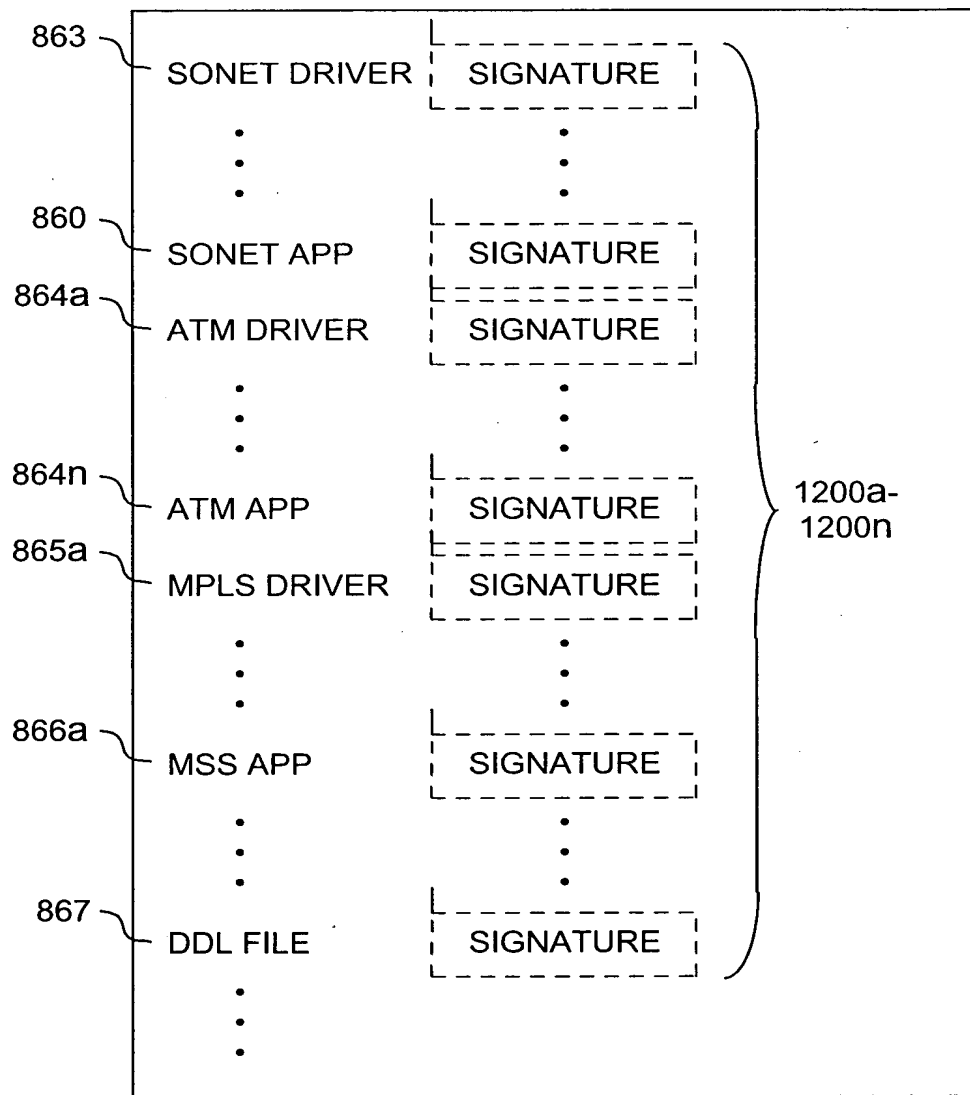 863
SONET DRIVER SIGNATURE
860
SONET APP SIGNATURE
864a
ATM DRIVER SIGNATURE
864n
ATM APP SIGNATURE
1200a-
1200n
865a
MPLS DRIVER SIGNATURE
866a
MSS APP SIGNATURE
867
DDL FILE SIGNATURE